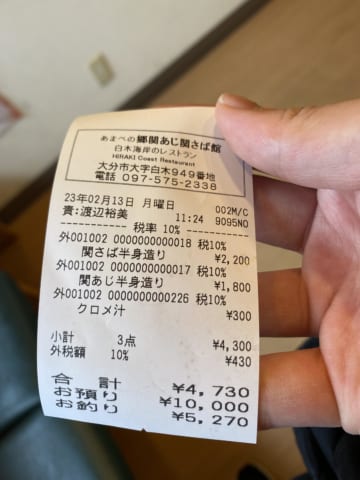 あまべの郷関あじ関さば館
白木海岸のレストラン
HIRAKI Coast Restaurant
大分市大字白木949番地
電話 097-575-2338
23年02月13日 月曜日 002M/C
責:渡辺裕美 11:24 9095NO
------------ 税率 10% ------------
外001002 0000000000018 税10%
関さば半身造り ¥2,200
外001002 0000000000017 税10%
関あじ半身造り ¥1,800
外001002 0000000000226 税10%
クロメ汁 ¥300
小計 3点 ¥4,300
外税額 10% ¥430
合計 ¥4,730
お預り ¥10,000
お釣り ¥5,270